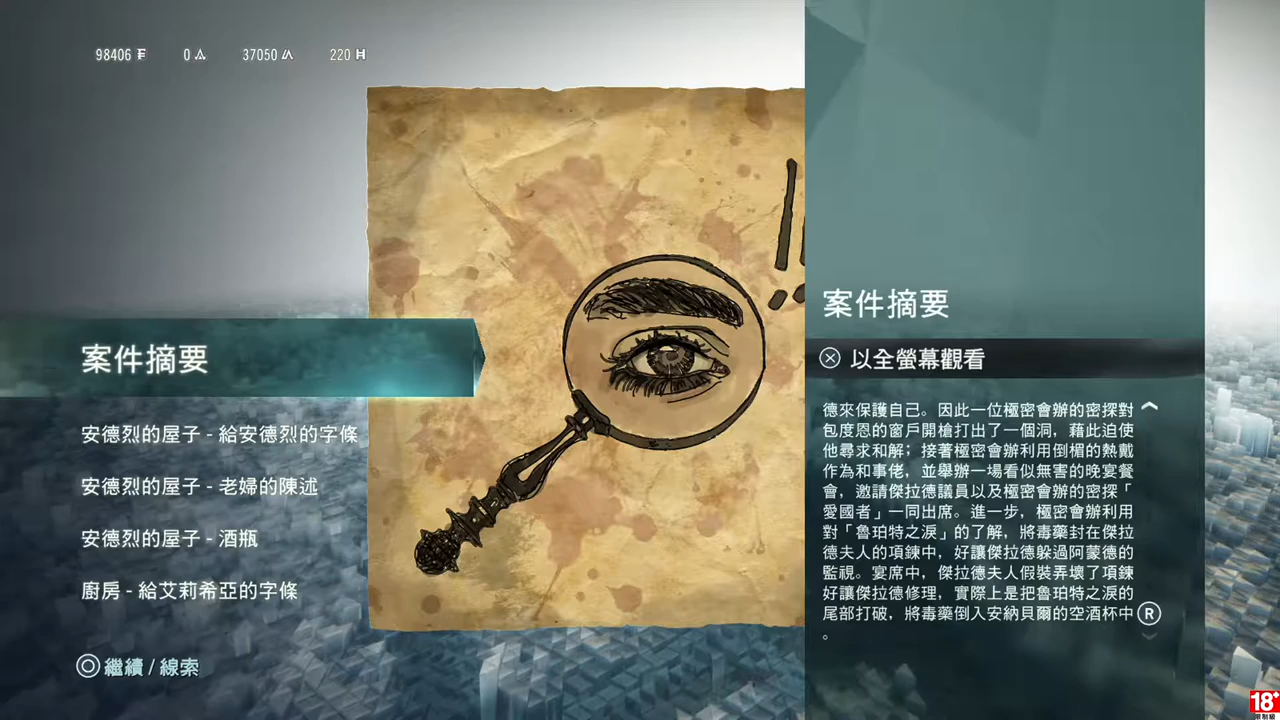 98406
0
37050
220
案件摘要
安德烈的屋子 - 給安德烈的字條
安德烈的屋子 - 老婦的陳述
安德烈的屋子 - 酒瓶
廚房 - 給艾莉希亞的字條
繼續 / 線索
!!
案件摘要
以全螢幕觀看
德來保護自己。因此一位極密會辦的密探對
包度恩的窗戶開槍打出了一個洞，藉此迫使
他尋求和解；接著極密會辦利用倒楣的熱戴
作為和事佬，並舉辦一場看似無害的晚宴餐
會，邀請傑拉德議員以及極密會辦的密探「
愛國者」一同出席。進一步，極密會辦利用
對「魯珀特之淚」的了解，將毒藥封在傑拉
德夫人的項鍊中，好讓傑拉德躲過阿蒙德的
監視。宴席中，傑拉德夫人假裝弄壞了項鍊
好讓傑拉德修理，實際上是把魯珀特之淚的
尾部打破，將毒藥倒入安納貝爾的空酒杯中
。
R
18+
限制級